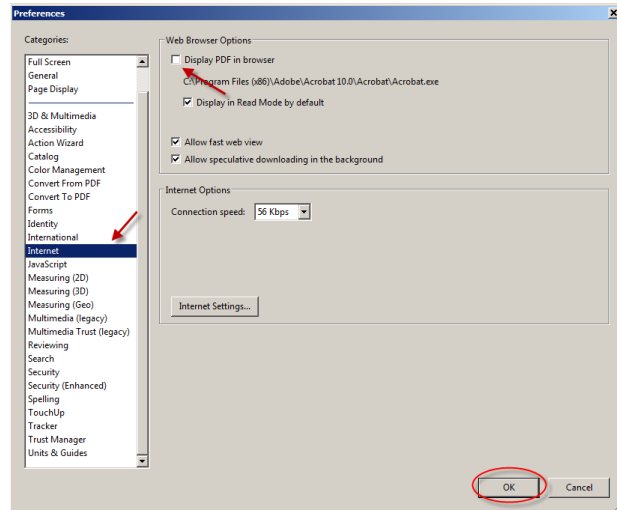 Preferences
Categories:
Full Screen
General
Page Display
3D & Multimedia
Accessibility
Action Wizard
Catalog
Color Management
Convert From PDF
Convert To PDF
Forms
Identity
International
Internet
JavaScript
Measuring (2D)
Measuring (3D)
Measuring (Geo)
Multimedia (legacy)
Multimedia Trust (legacy)
Reviewing
Search
Security
Security (Enhanced)
Spelling
TouchUp
Tracker
Trust Manager
Units & Guides
Web Browser Options
Display PDF in browser
C:\Program Files (x86)\Adobe\Acrobat 10.0\Acrobat\Acrobat.exe
Display in Read Mode by default
Allow fast web view
Allow speculative downloading in the background
Internet Options
Connection speed: 56 Kbps
Internet Settings...
OK Cancel